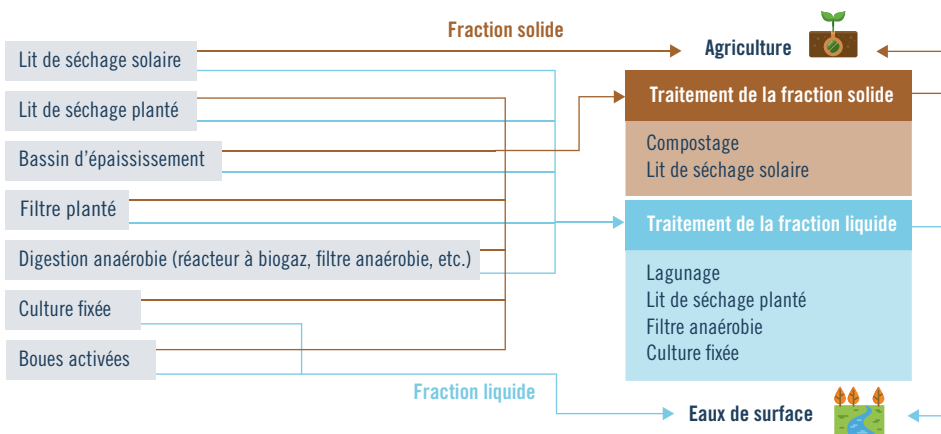 Fraction solide
Agriculture
Lit de séchage solaire
Lit de séchage planté
Bassin d’épaississement
Filtre planté
Digestion anaérobie (réacteur à biogaz, filtre anaérobie, etc.)
Culture fixée
Boues activées
Traitement de la fraction solide
Compostage
Lit de séchage solaire
Traitement de la fraction liquide
Lagunage
Lit de séchage planté
Filtre anaérobie
Culture fixée
Fraction liquide
Eaux de surface